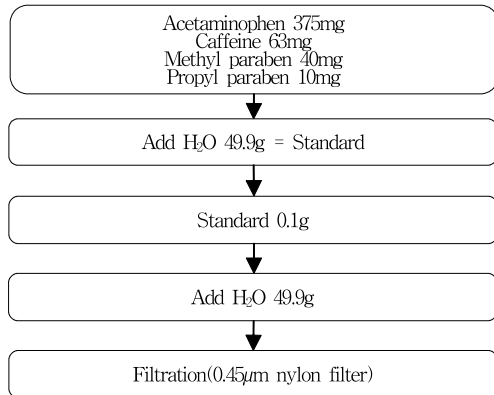 Acetaminophen 375mg
Caffeine 63mg
Methyl paraben 40mg
Propyl paraben 10mg
Add H₂O 49.9g = Standard
Standard 0.1g
Add H₂O 49.9g
Filtration(0.45μm nylon filter)